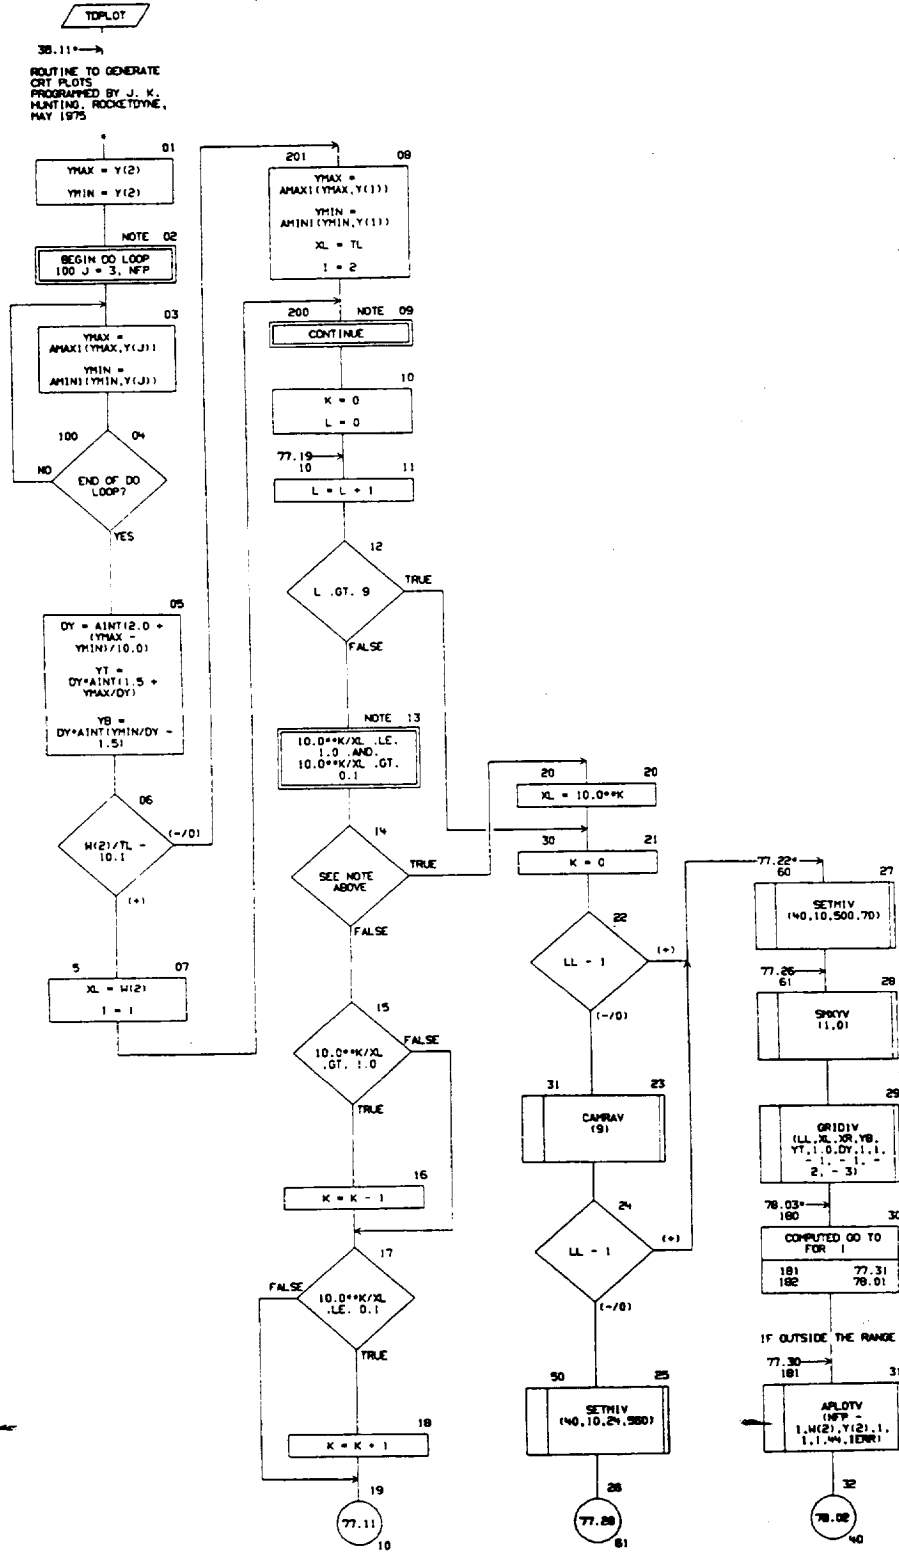 TDPLOT
38.11*
ROUTINE TO GENERATE
CRT PLOTS
PROGRAMMED BY J. K.
HUNTING, ROCKETDYNE,
MAY 1975
01
YMAX = Y(2)
YMIN = Y(2)
NOTE 02
BEGIN DO LOOP
100 J = 3, NFP
03
YMAX =
AMAX1(YMAX,Y(J))
YMIN =
AMIN1(YMIN,Y(J))
100 04
NO
END OF DO
LOOP?
YES
05
DY = AINT(2.0 +
(YMAX -
YMIN)/10.0)
YT =
DY*AINT(1.5 +
YMAX/DY)
YB =
DY*AINT(YMIN/DY -
1.5)
06
W(2)/TL -
10.1
(-/0)
(+)
5 07
XL = W(2)
I = 1
201 08
YMAX =
AMAX1(YMAX,Y(1))
YMIN =
AMIN1(YMIN,Y(1))
XL = TL
I = 2
200 NOTE 09
CONTINUE
10
K = 0
L = 0
77.19
10 11
L = L + 1
12
L .GT. 9
TRUE
FALSE
NOTE 13
10.0**K/XL .LE.
1.0 .AND.
10.0**K/XL .GT.
0.1
14
SEE NOTE
ABOVE
TRUE
FALSE
15
10.0**K/XL
.GT. 1.0
FALSE
TRUE
16
K = K - 1
17
FALSE
10.0**K/XL
.LE. 0.1
TRUE
18
K = K + 1
19
77.11
10
20 20
XL = 10.0**K
30 21
K = 0
22
LL - 1
(+)
(-/0)
31 23
CAMRAV
(9)
24
LL - 1
(+)
(-/0)
50 25
SETMIV
(40,10,24,560)
26
77.28
61
77.22*
60 27
SETMIV
(40,10,500,70)
77.26
61 28
SMXYV
(1,0)
29
GRID1V
(LL,XL,XR,YB,
YT,1.0,DY,1,1,
- 1, - 1, -
2, - 3)
78.03*
180 30
COMPUTED GO TO
FOR I
181 77.31
182 78.01
IF OUTSIDE THE RANGE
77.30
181 31
APLOTV
(NFP -
1,W(2),Y(2),1,
1,1,44,IERR)
32
78.02
40